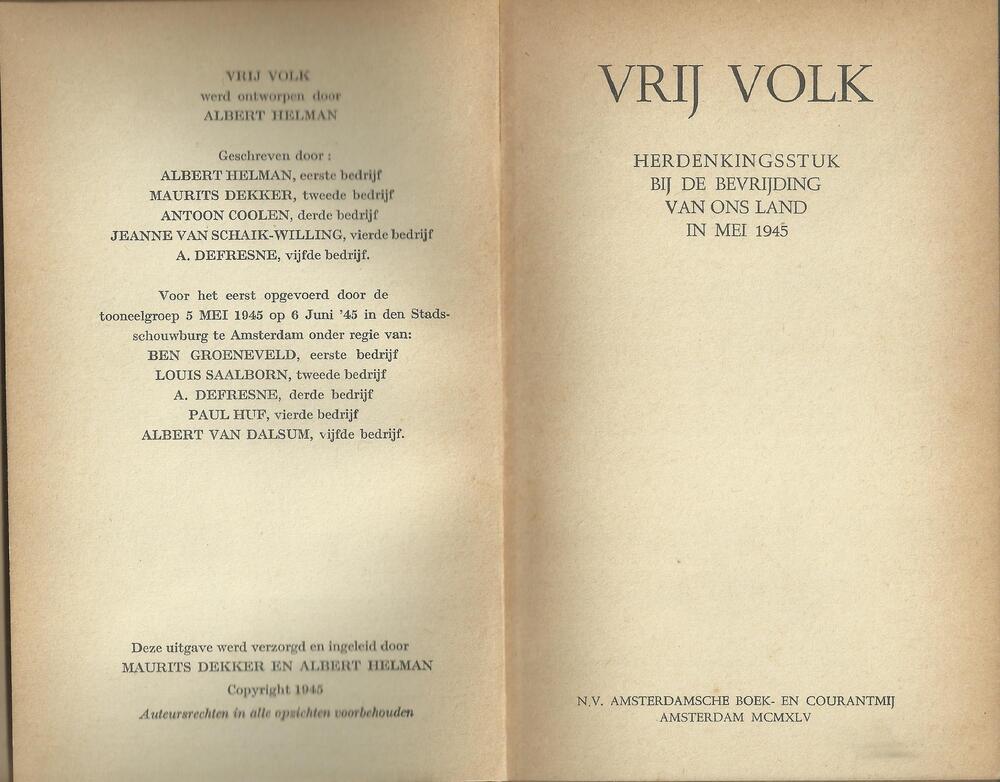 VRIJ VOLK
werd ontworpen door
ALBERT HELMAN
Geschreven door :
ALBERT HELMAN, eerste bedrijf
MAURITS DEKKER, tweede bedrijf
ANTOON COOLEN, derde bedrijf
JEANNE VAN SCHAIK-WILLING, vierde bedrijf
A. DEFRESNE, vijfde bedrijf.
Voor het eerst opgevoerd door de
tooneelgroep 5 MEI 1945 op 6 Juni '45 in den Stads-
schouwburg te Amsterdam onder regie van:
BEN GROENEVELD, eerste bedrijf
LOUIS SAALBORN, tweede bedrijf
A. DEFRESNE, derde bedrijf
PAUL HUF, vierde bedrijf
ALBERT VAN DALSUM, vijfde bedrijf.
Deze uitgave werd verzorgd en ingeleid door
MAURITS DEKKER EN ALBERT HELMAN
Copyright 1945
Auteursrechten in alle opzichten voorbehouden
VRIJ VOLK
HERDENKINGSSTUK
BIJ DE BEVRIJDING
VAN ONS LAND
IN MEI 1945
N.V. AMSTERDAMSCHE BOEK- EN COURANTMIJ
AMSTERDAM MCMXLV